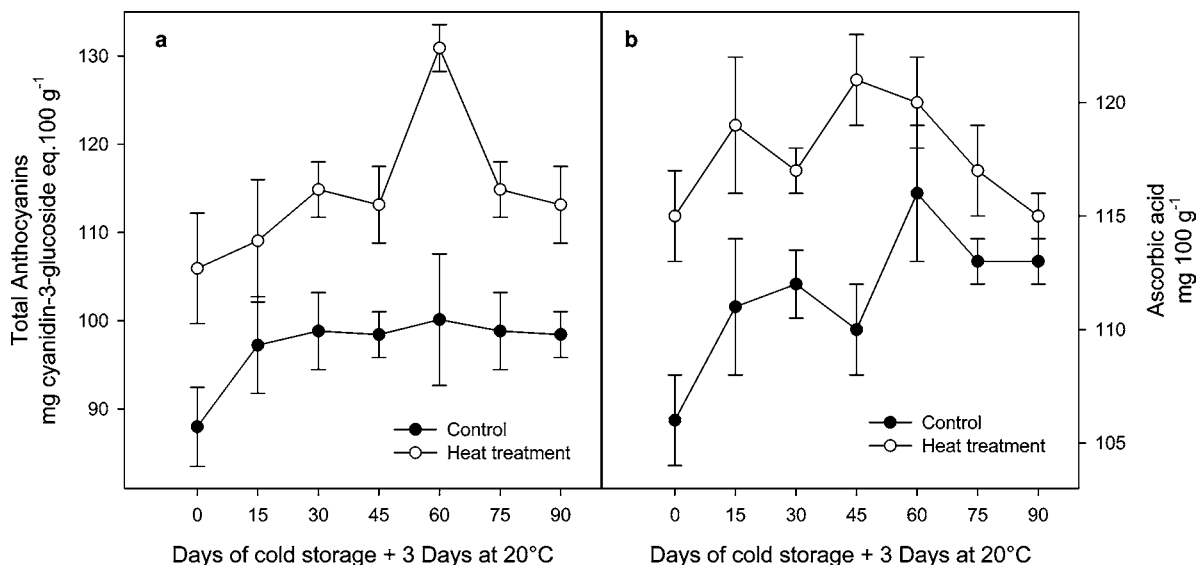 a
Total Anthocyanins
mg cyanidin-3-glucoside eq.100 g⁻¹
130
120
110
100
90
Control
Heat treatment
0 15 30 45 60 75 90
Days of cold storage + 3 Days at 20°C
b
120
115
110
105
Ascorbic acid
mg 100 g⁻¹
Control
Heat treatment
0 15 30 45 60 75 90
Days of cold storage + 3 Days at 20°C